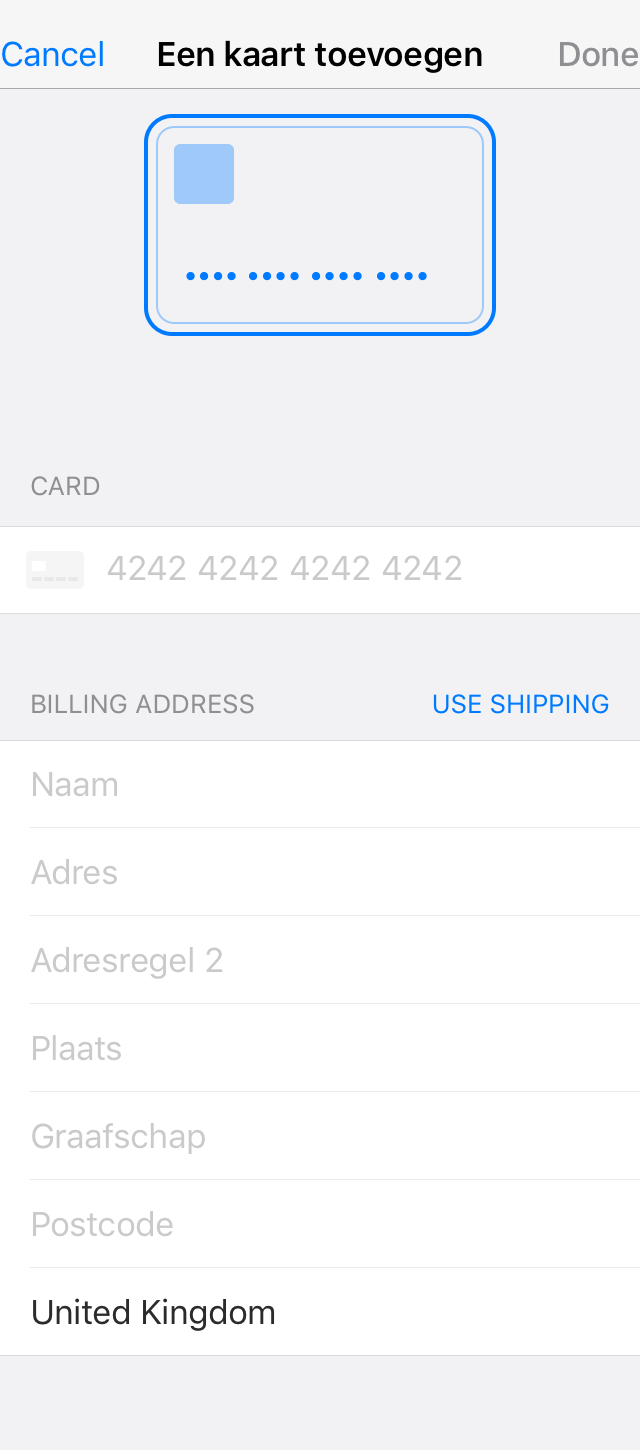 Cancel Een kaart toevoegen Done
•••• •••• •••• ••••
CARD
4242 4242 4242 4242
BILLING ADDRESS USE SHIPPING
Naam
Adres
Adresregel 2
Plaats
Graafschap
Postcode
United Kingdom